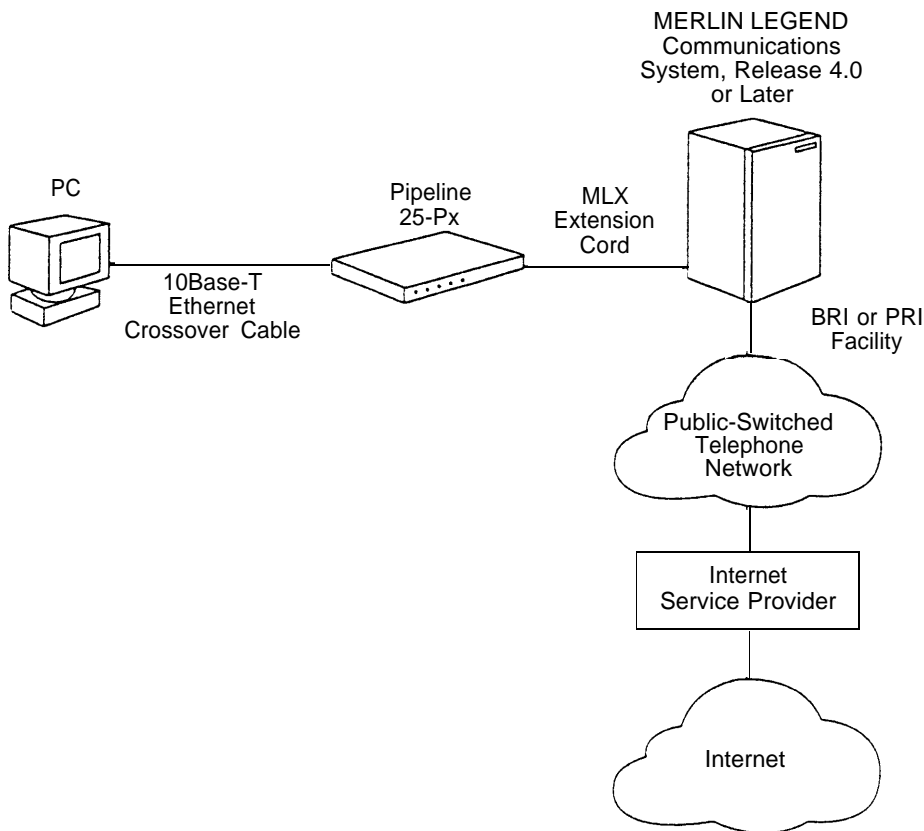 MERLIN LEGEND
Communications
System, Release 4.0
or Later
PC
Pipeline
25-Px
MLX
Extension
Cord
10Base-T
Ethernet
Crossover Cable
BRI or PRI
Facility
Public-Switched
Telephone
Network
Internet
Service Provider
Internet